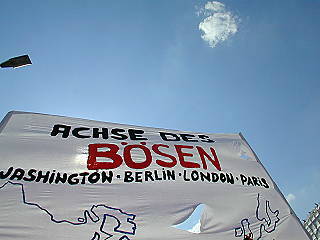 ACHSE DES
BÖSEN
WASHINGTON · BERLIN · LONDON · PARIS